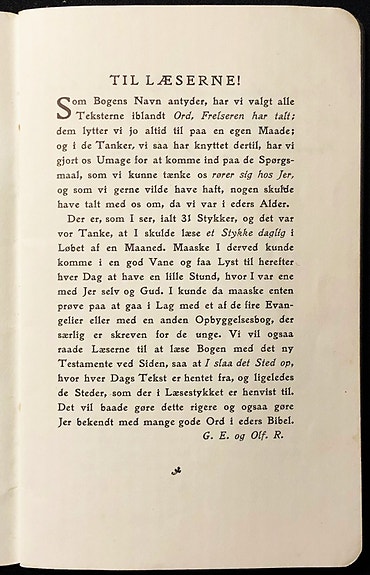 TIL LÆSERNE!
Som Bogens Navn antyder, har vi valgt alle
Teksterne iblandt Ord, Frelseren har talt;
dem lytter vi jo altid til paa en egen Maade;
og i de Tanker, vi saa har knyttet dertil, har vi
gjort os Umage for at komme ind paa de Spørgs-
maal, som vi kunne tænke os rører sig hos Jer,
og som vi gerne vilde have haft, nogen skulde
have talt med os om, da vi var i eders Alder.
Der er, som I ser, ialt 31 Stykker, og det var
vor Tanke, at I skulde læse et Stykke daglig i
Løbet af en Maaned. Maaske I derved kunde
komme i en god Vane og faa Lyst til herefter
hver Dag at have en lille Stund, hvor I var ene
med Jer selv og Gud. I kunde da maaske enten
prøve paa at gaa i Lag med et af de fire Evan-
gelier eller med en anden Opbyggelsesbog, der
særlig er skreven for de unge. Vi vil ogsaa
raade Læserne til at læse Bogen med det ny
Testamente ved Siden, saa at I slaa det Sted op,
hvor hver Dags Tekst er hentet fra, og ligeledes
de Steder, som der i Læsestykket er henvist til.
Det vil baade gøre dette rigere og ogsaa gøre
Jer bekendt med mange gode Ord i eders Bibel.
G. E. og Olf. R.